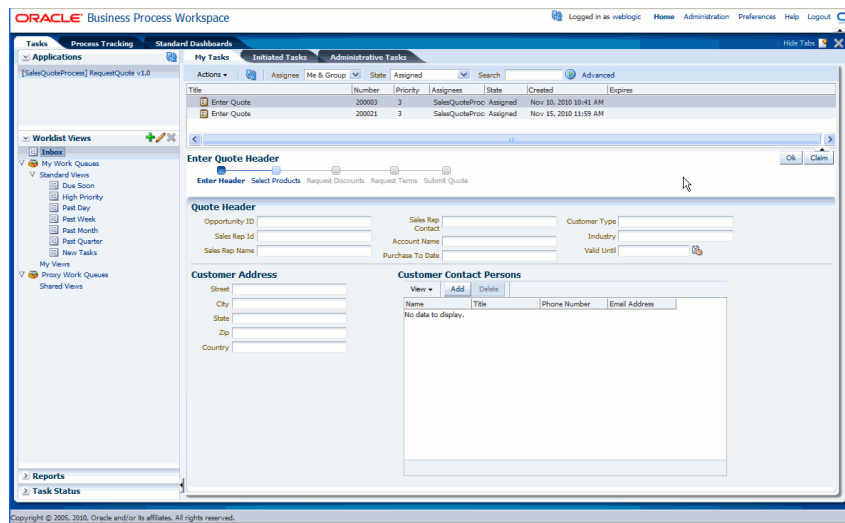 ORACLE Business Process Workspace
Logged in as weblogic Home Administration Preferences Help Logout
Tasks Process Tracking Standard Dashboards
Hide Tabs
Applications
[SalesQuoteProcess] RequestQuote v1.0
Worklist Views
Inbox
My Work Queues
Standard Views
Due Soon
High Priority
Past Day
Past Week
Past Month
Past Quarter
New Tasks
My Views
Proxy Work Queues
Shared Views
Reports
Task Status
My Tasks Initiated Tasks Administrative Tasks
Actions Assignee Me & Group State Assigned Search Advanced
Title Number Priority Assignees State Created Expires
Enter Quote 200003 3 SalesQuoteProc Assigned Nov 10, 2010 10:41 AM
Enter Quote 200021 3 SalesQuoteProc Assigned Nov 15, 2010 11:59 AM
Enter Quote Header
Ok Claim
Enter Header Select Products Request Discounts Request Terms Submit Quote
Quote Header
Opportunity ID
Sales Rep Id
Sales Rep Name
Sales Rep
Contact
Account Name
Purchase To Date
Customer Type
Industry
Valid Until
Customer Address
Street
City
State
Zip
Country
Customer Contact Persons
View Add Delete
Name Title Phone Number Email Address
No data to display.
Copyright © 2005, 2010, Oracle and/or its affiliates. All rights reserved.